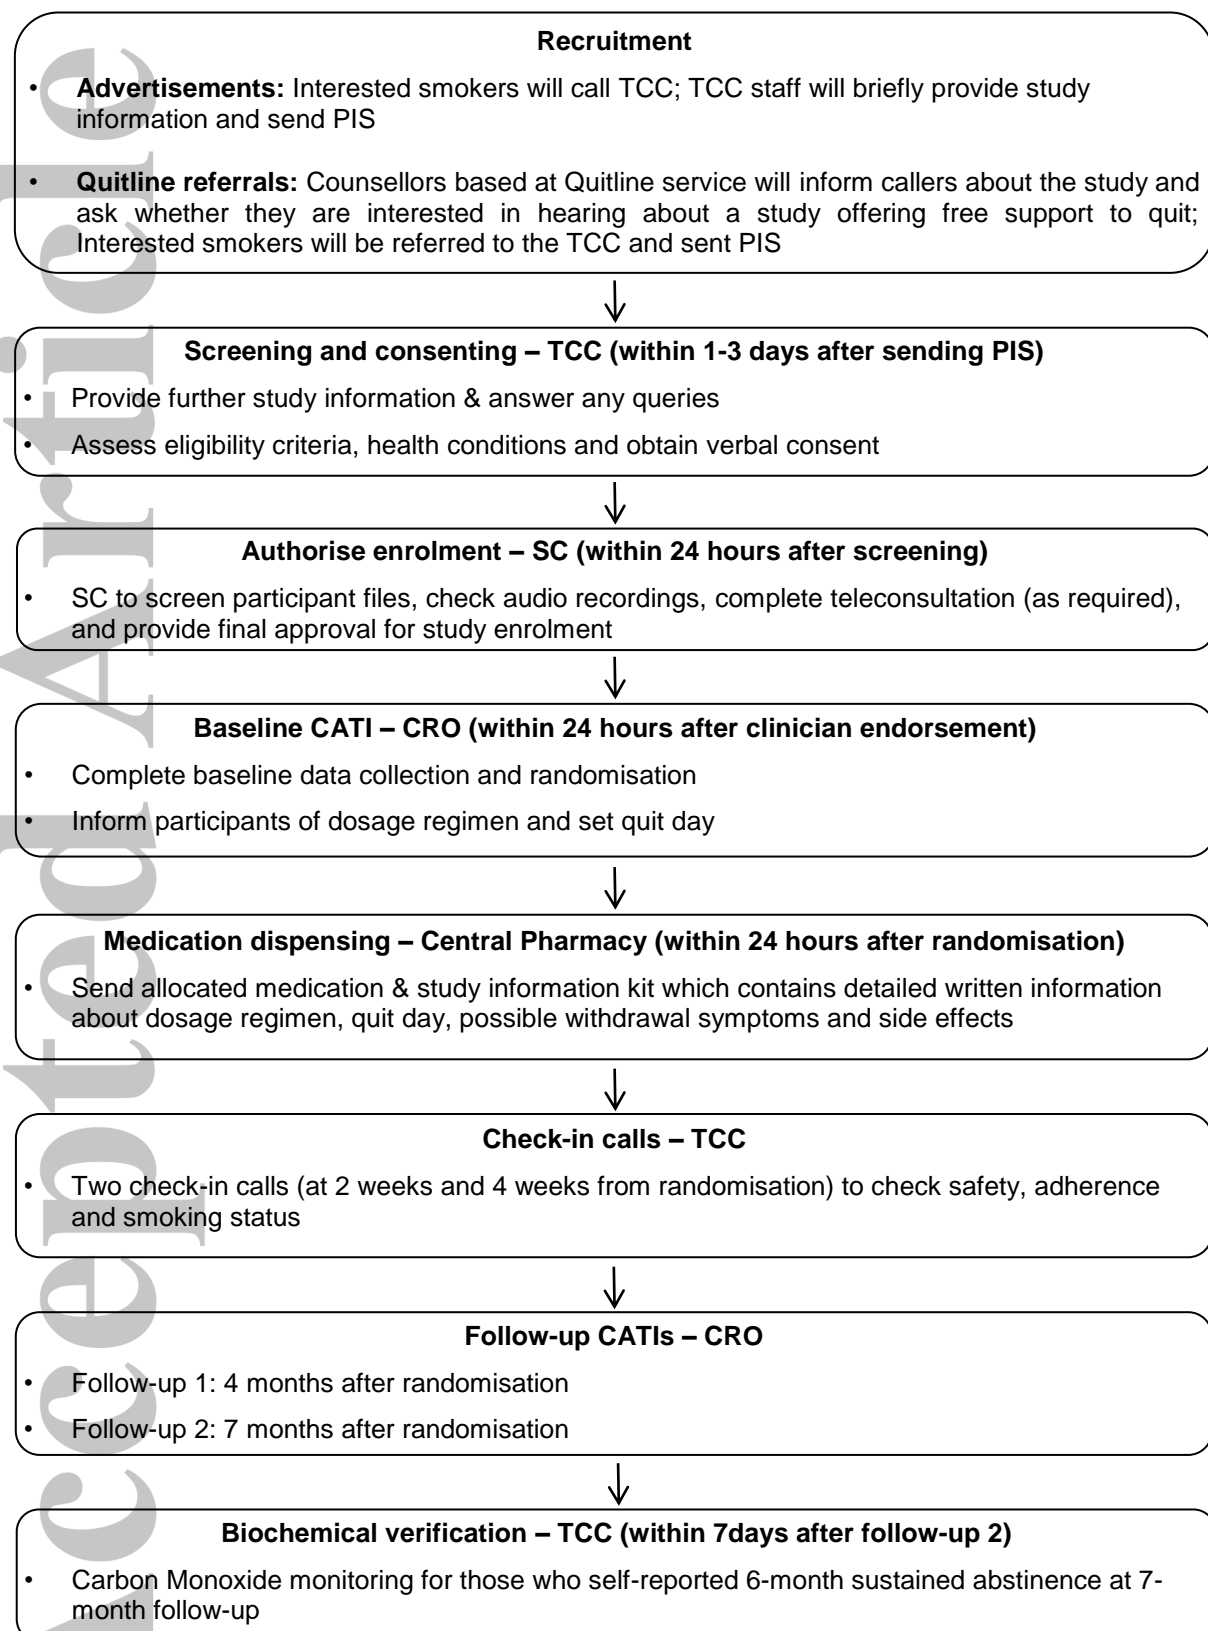 Recruitment
• Advertisements: Interested smokers will call TCC; TCC staff will briefly provide study
information and send PIS
• Quitline referrals: Counsellors based at Quitline service will inform callers about the study and
ask whether they are interested in hearing about a study offering free support to quit;
Interested smokers will be referred to the TCC and sent PIS
Screening and consenting – TCC (within 1-3 days after sending PIS)
• Provide further study information & answer any queries
• Assess eligibility criteria, health conditions and obtain verbal consent
Authorise enrolment – SC (within 24 hours after screening)
• SC to screen participant files, check audio recordings, complete teleconsultation (as required),
and provide final approval for study enrolment
Baseline CATI – CRO (within 24 hours after clinician endorsement)
• Complete baseline data collection and randomisation
• Inform participants of dosage regimen and set quit day
Medication dispensing – Central Pharmacy (within 24 hours after randomisation)
• Send allocated medication & study information kit which contains detailed written information
about dosage regimen, quit day, possible withdrawal symptoms and side effects
Check-in calls – TCC
• Two check-in calls (at 2 weeks and 4 weeks from randomisation) to check safety, adherence
and smoking status
Follow-up CATIs – CRO
• Follow-up 1: 4 months after randomisation
• Follow-up 2: 7 months after randomisation
Biochemical verification – TCC (within 7days after follow-up 2)
• Carbon Monoxide monitoring for those who self-reported 6-month sustained abstinence at 7-
month follow-up
Accepted Article